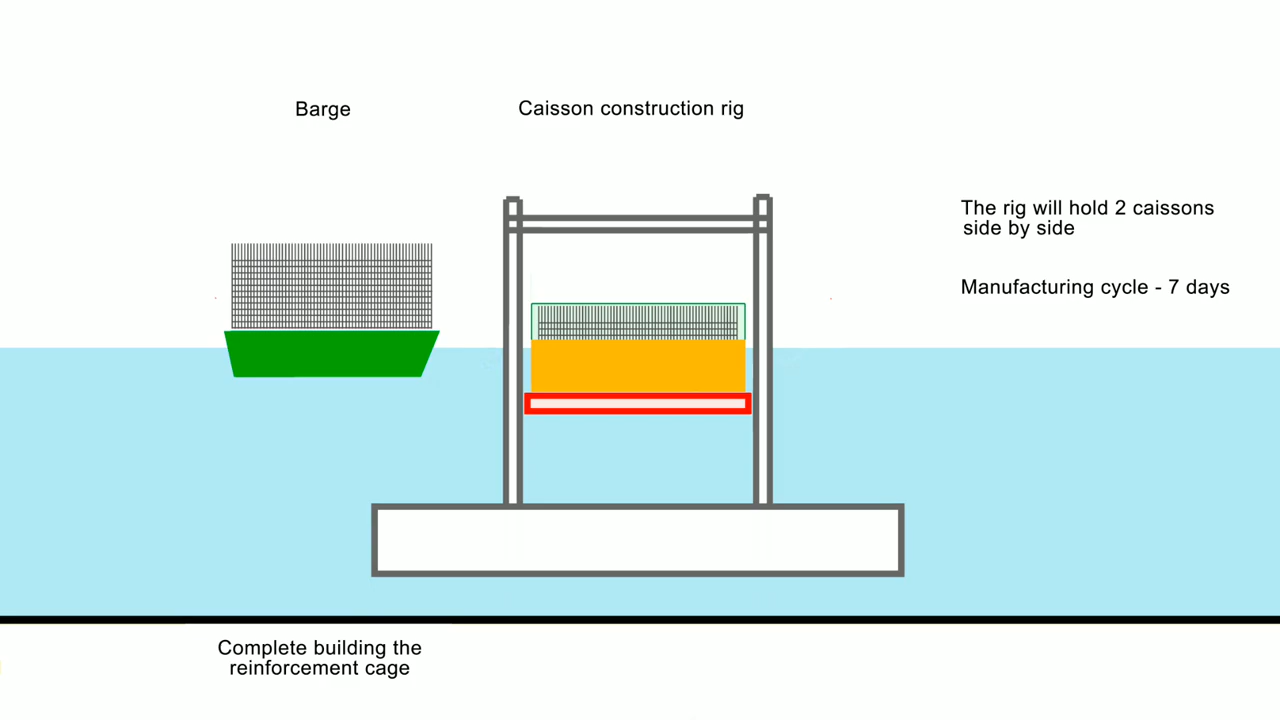 Barge
Caisson construction rig
The rig will hold 2 caissons
side by side
Manufacturing cycle - 7 days
Complete building the
reinforcement cage